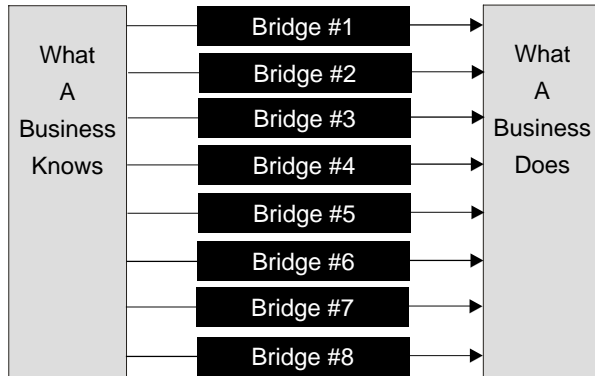 What
A
Business
Knows
Bridge #1
Bridge #2
Bridge #3
Bridge #4
Bridge #5
Bridge #6
Bridge #7
Bridge #8
What
A
Business
Does